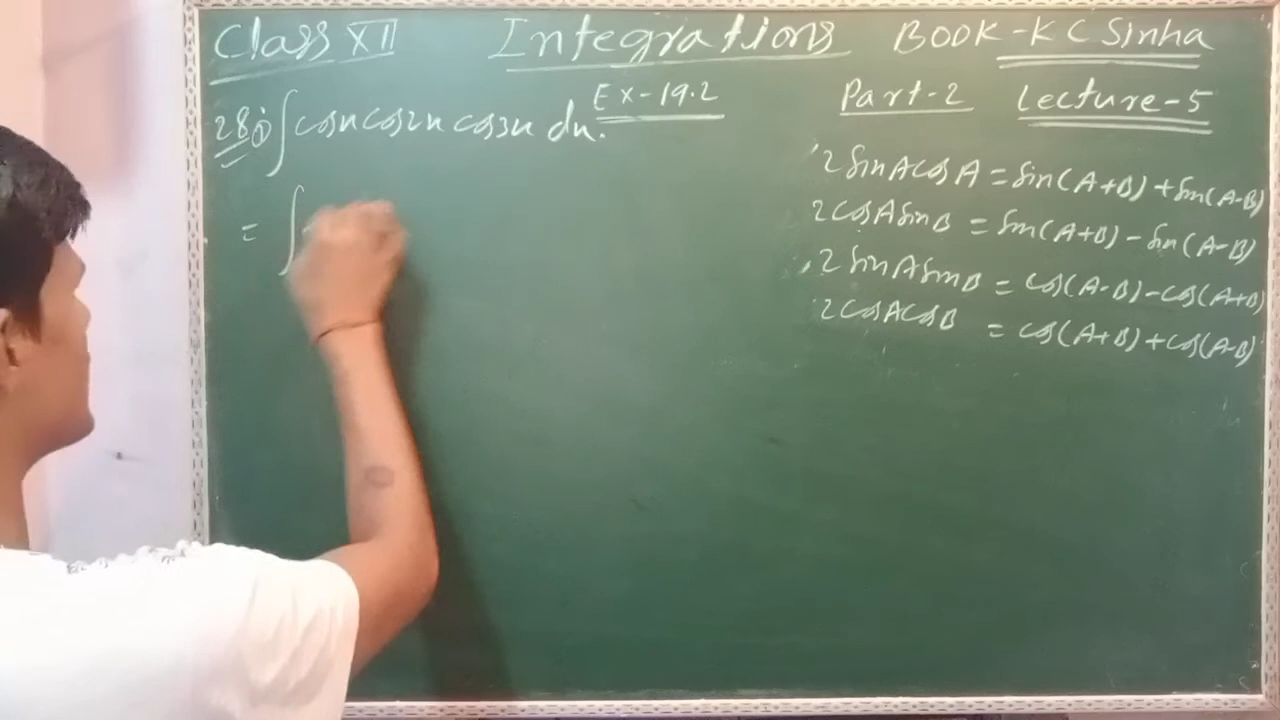 Class XII Integrations BOOK - K C Sinha
Ex - 19.2 Part-2 Lecture-5
28 (i) ∫ cosx cos2x cos3x dx.
= ∫
2 sinA cosA = sin(A+B) + sin(A-B)
2 cosA sinB = sin(A+B) - sin(A-B)
2 sinA sinB = cos(A-B) - cos(A+B)
2 cosA cosB = cos(A+B) + cos(A-B)